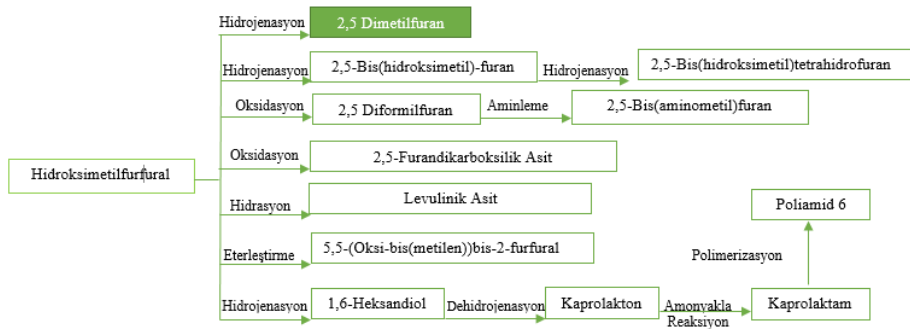 Hidrojenasyon
2,5 Dimetilfuran
Hidrojenasyon
2,5-Bis(hidroksimetil)-furan
Hidrojenasyon
2,5-Bis(hidroksimetil)tetrahidrofuran
Oksidasyon
2,5 Diformilfuran
Aminleme
2,5-Bis(aminometil)furan
Oksidasyon
2,5-Furandikarboksilik Asit
Hidroksimetilfurfural
Hidrasyon
Levulinik Asit
Poliamid 6
Eterleştirme
5,5-(Oksi-bis(metilen))bis-2-furfural
Polimerizasyon
Hidrojenasyon
1,6-Heksandiol
Dehidrojenasyon
Kaprolakton
Amonyakla
Reaksiyon
Kaprolaktam